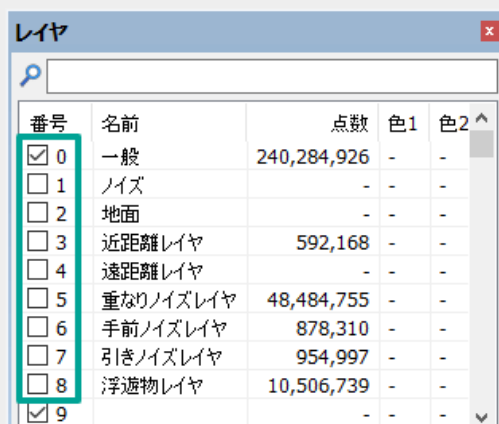 レイヤ
番号 名前 点数 色1 色2
0 一般 240,284,926 - -
1 ノイズ - - -
2 地面 - - -
3 近距離レイヤ 592,168 - -
4 遠距離レイヤ - - -
5 重なりノイズレイヤ 48,484,755 - -
6 手前ノイズレイヤ 878,310 - -
7 引きノイズレイヤ 954,997 - -
8 浮遊物レイヤ 10,506,739 - -
9 - - -